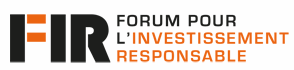 FIR
FORUM POUR
L'INVESTISSEMENT
RESPONSABLE